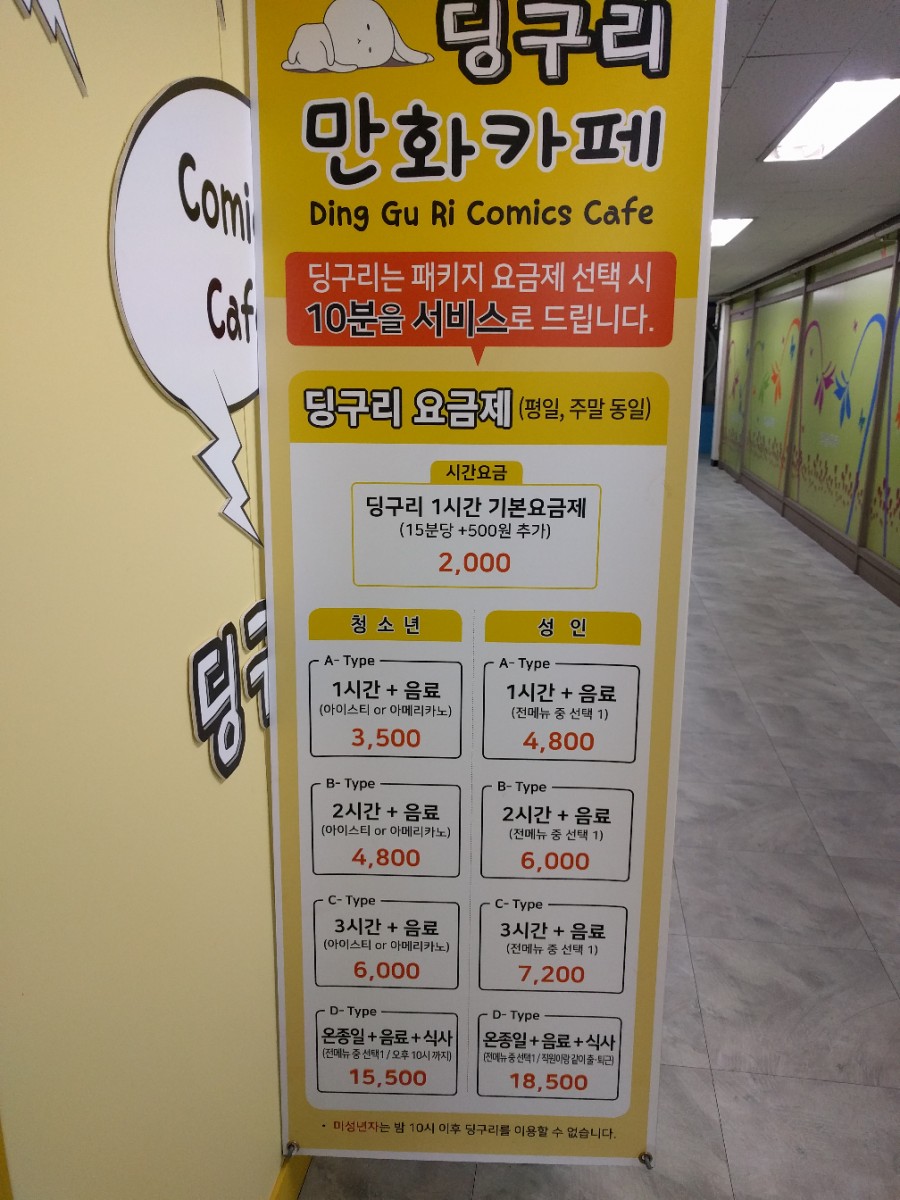 딩구리
만화카페
Ding Gu Ri Comics Cafe
딩구리는 패키지 요금제 선택 시
10분을 서비스로 드립니다.
딩구리 요금제 (평일, 주말 동일)
시간요금
딩구리 1시간 기본요금제
(15분당 +500원 추가)
2,000
청소년
A- Type
1시간 + 음료
(아이스티 or 아메리카노)
3,500
B- Type
2시간 + 음료
(아이스티 or 아메리카노)
4,800
C- Type
3시간 + 음료
(아이스티 or 아메리카노)
6,000
D- Type
온종일+음료+식사
(전메뉴 중 선택1 / 오후 10시 까지)
15,500
성인
A- Type
1시간 + 음료
(전메뉴 중 선택 1)
4,800
B- Type
2시간 + 음료
(전메뉴 중 선택 1)
6,000
C- Type
3시간 + 음료
(전메뉴 중 선택 1)
7,200
D- Type
온종일+음료+식사
(전메뉴 중 선택1 / 직원이랑 같이 출·퇴근)
18,500
• 미성년자는 밤 10시 이후 딩구리를 이용할 수 없습니다.
Comi
Caf
딩구